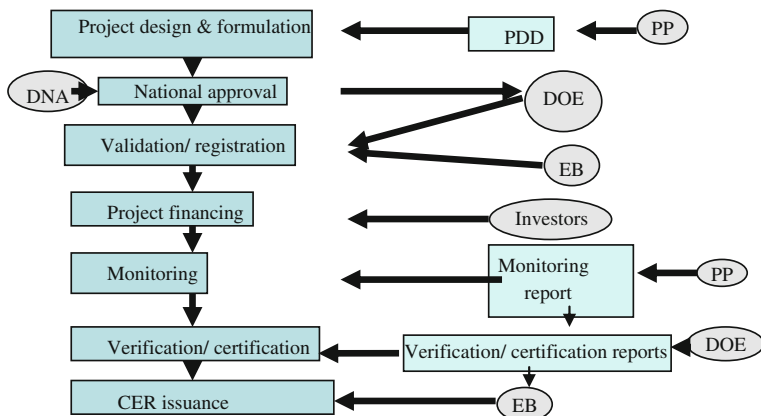 Project design & formulation
PDD
PP
DNA
National approval
DOE
Validation/ registration
EB
Project financing
Investors
Monitoring
Monitoring
report
PP
Verification/ certification
Verification/ certification reports
DOE
CER issuance
EB